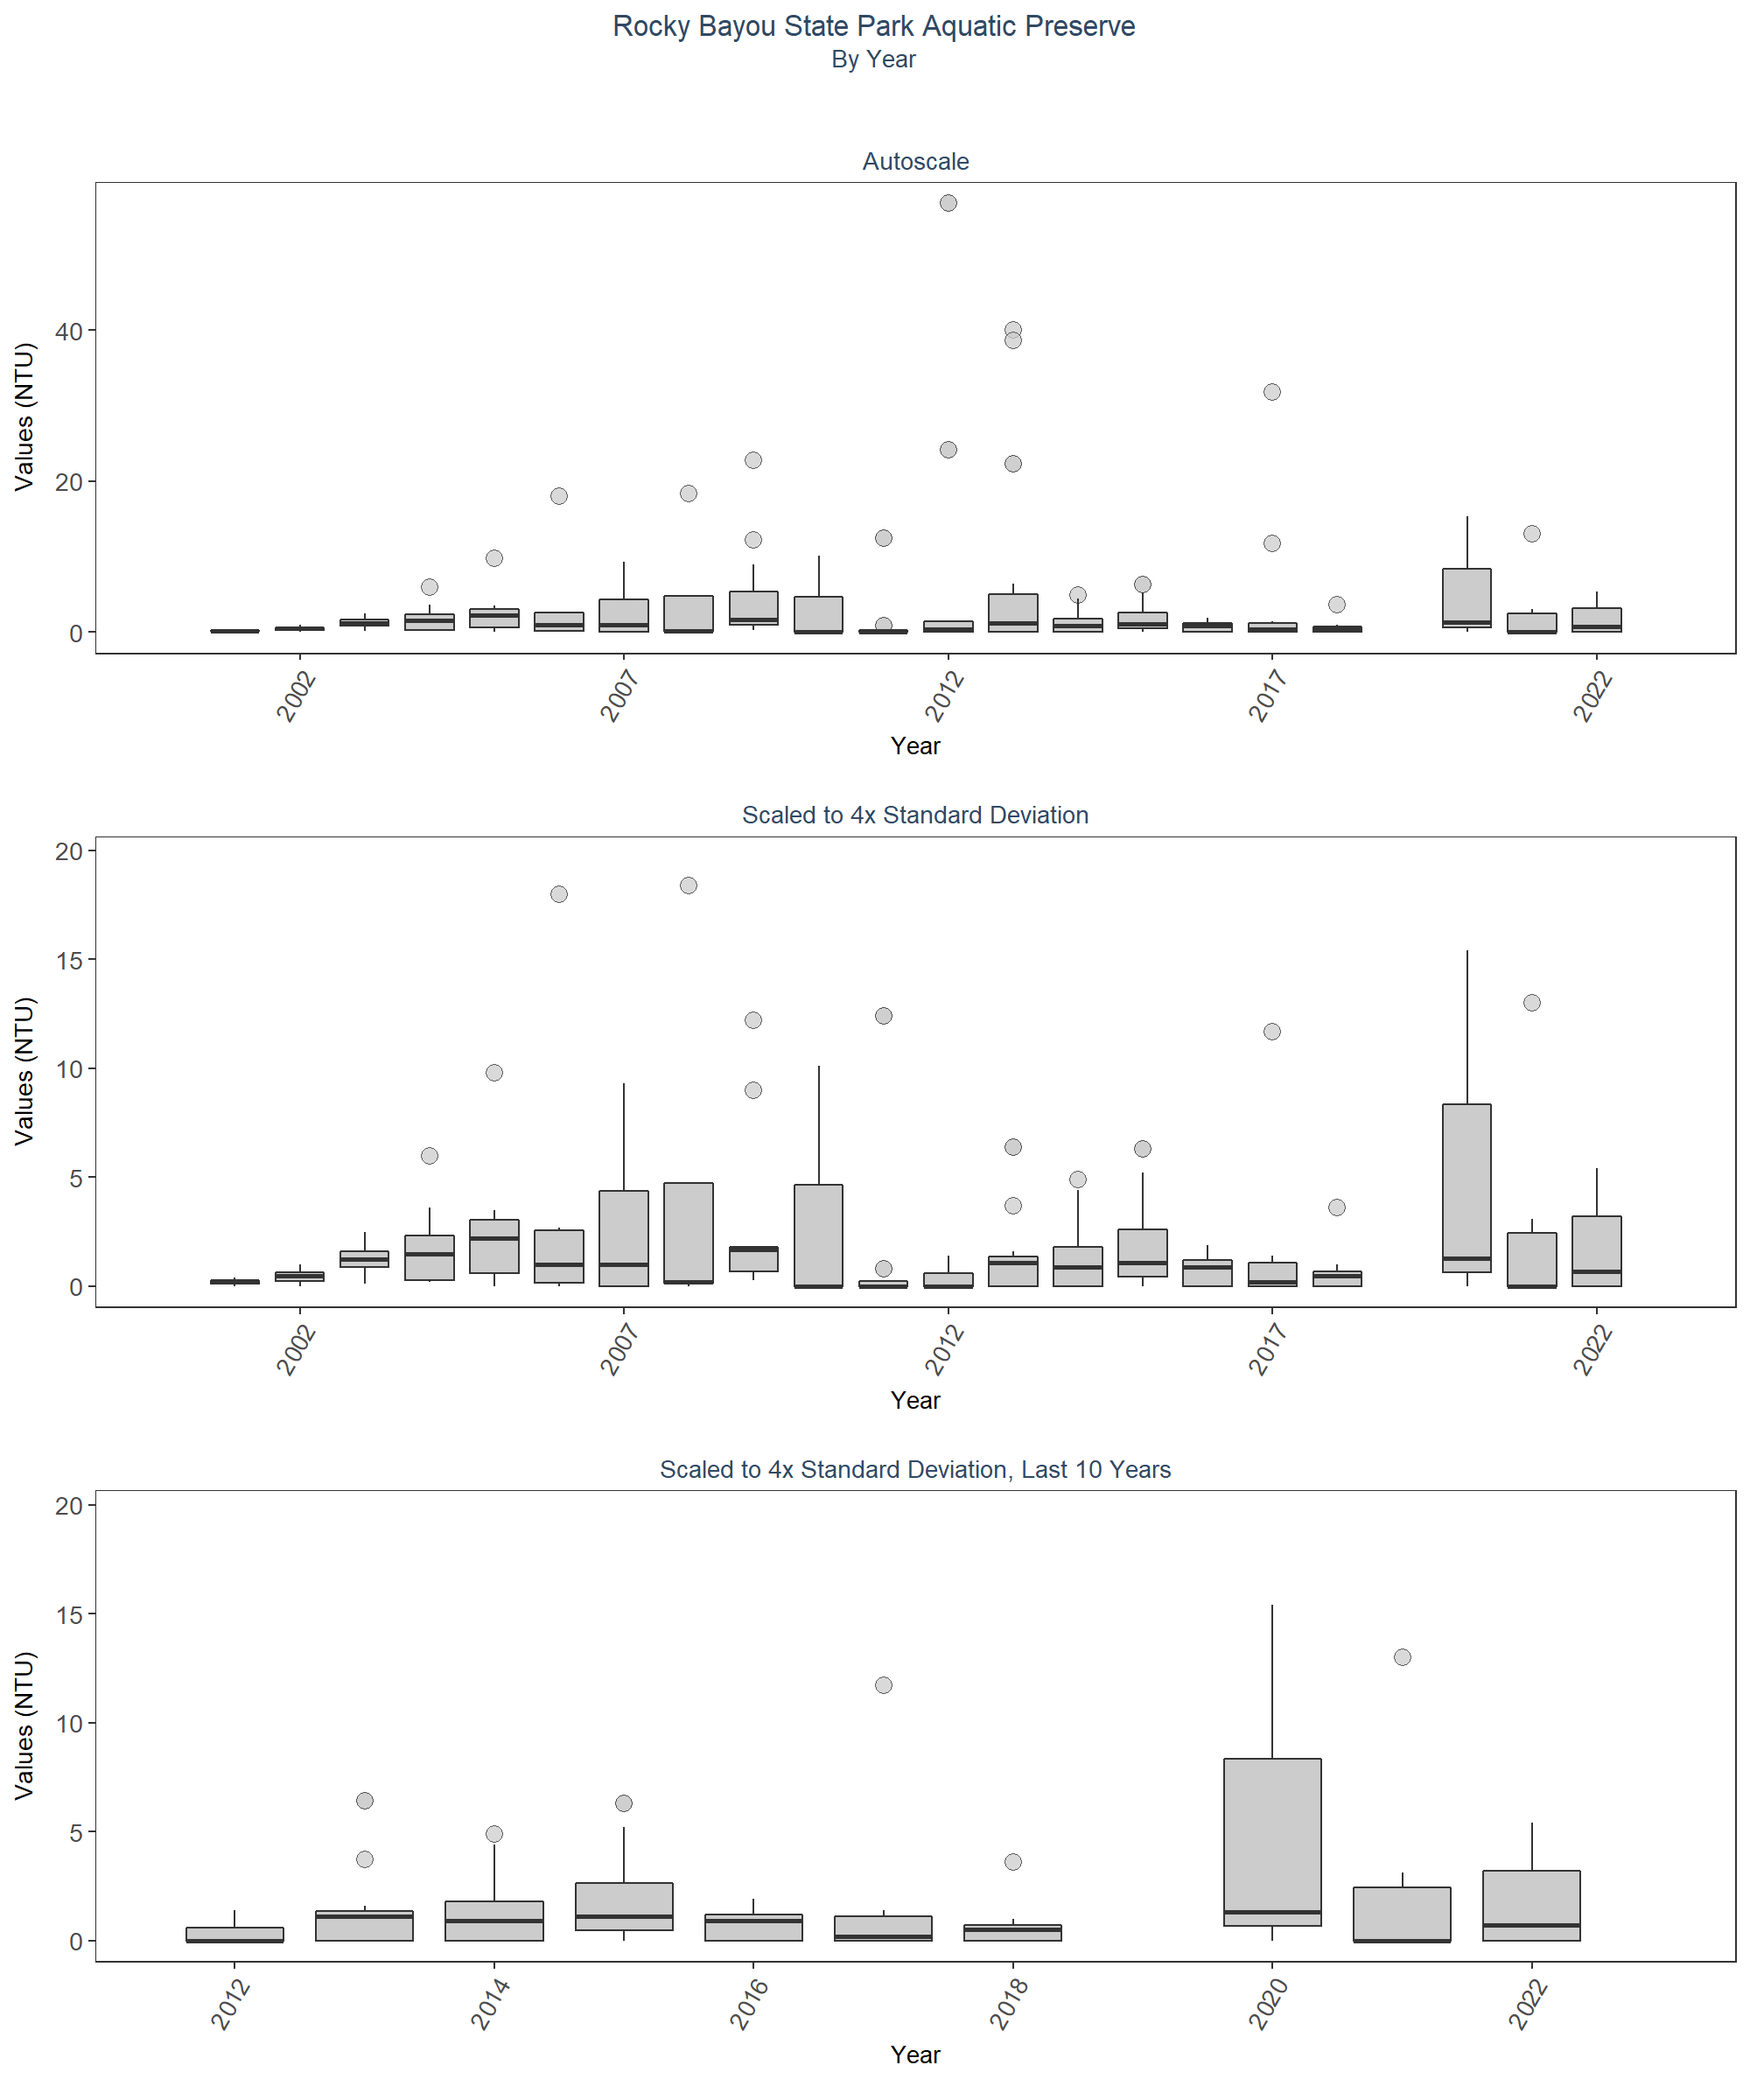 Rocky Bayou State Park Aquatic Preserve
By Year
Autoscale
Values (NTU)
40
20
0
2002 2007 2012 2017 2022
Year
Scaled to 4x Standard Deviation
Values (NTU)
20
15
10
5
0
2002 2007 2012 2017 2022
Year
Scaled to 4x Standard Deviation, Last 10 Years
Values (NTU)
20
15
10
5
0
2012 2014 2016 2018 2020 2022
Year